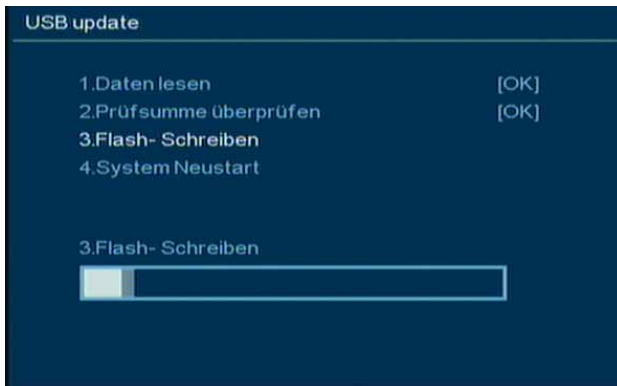 USB update
1.Daten lesen [OK]
2.Prüfsumme überprüfen [OK]
3.Flash- Schreiben
4.System Neustart
3.Flash- Schreiben